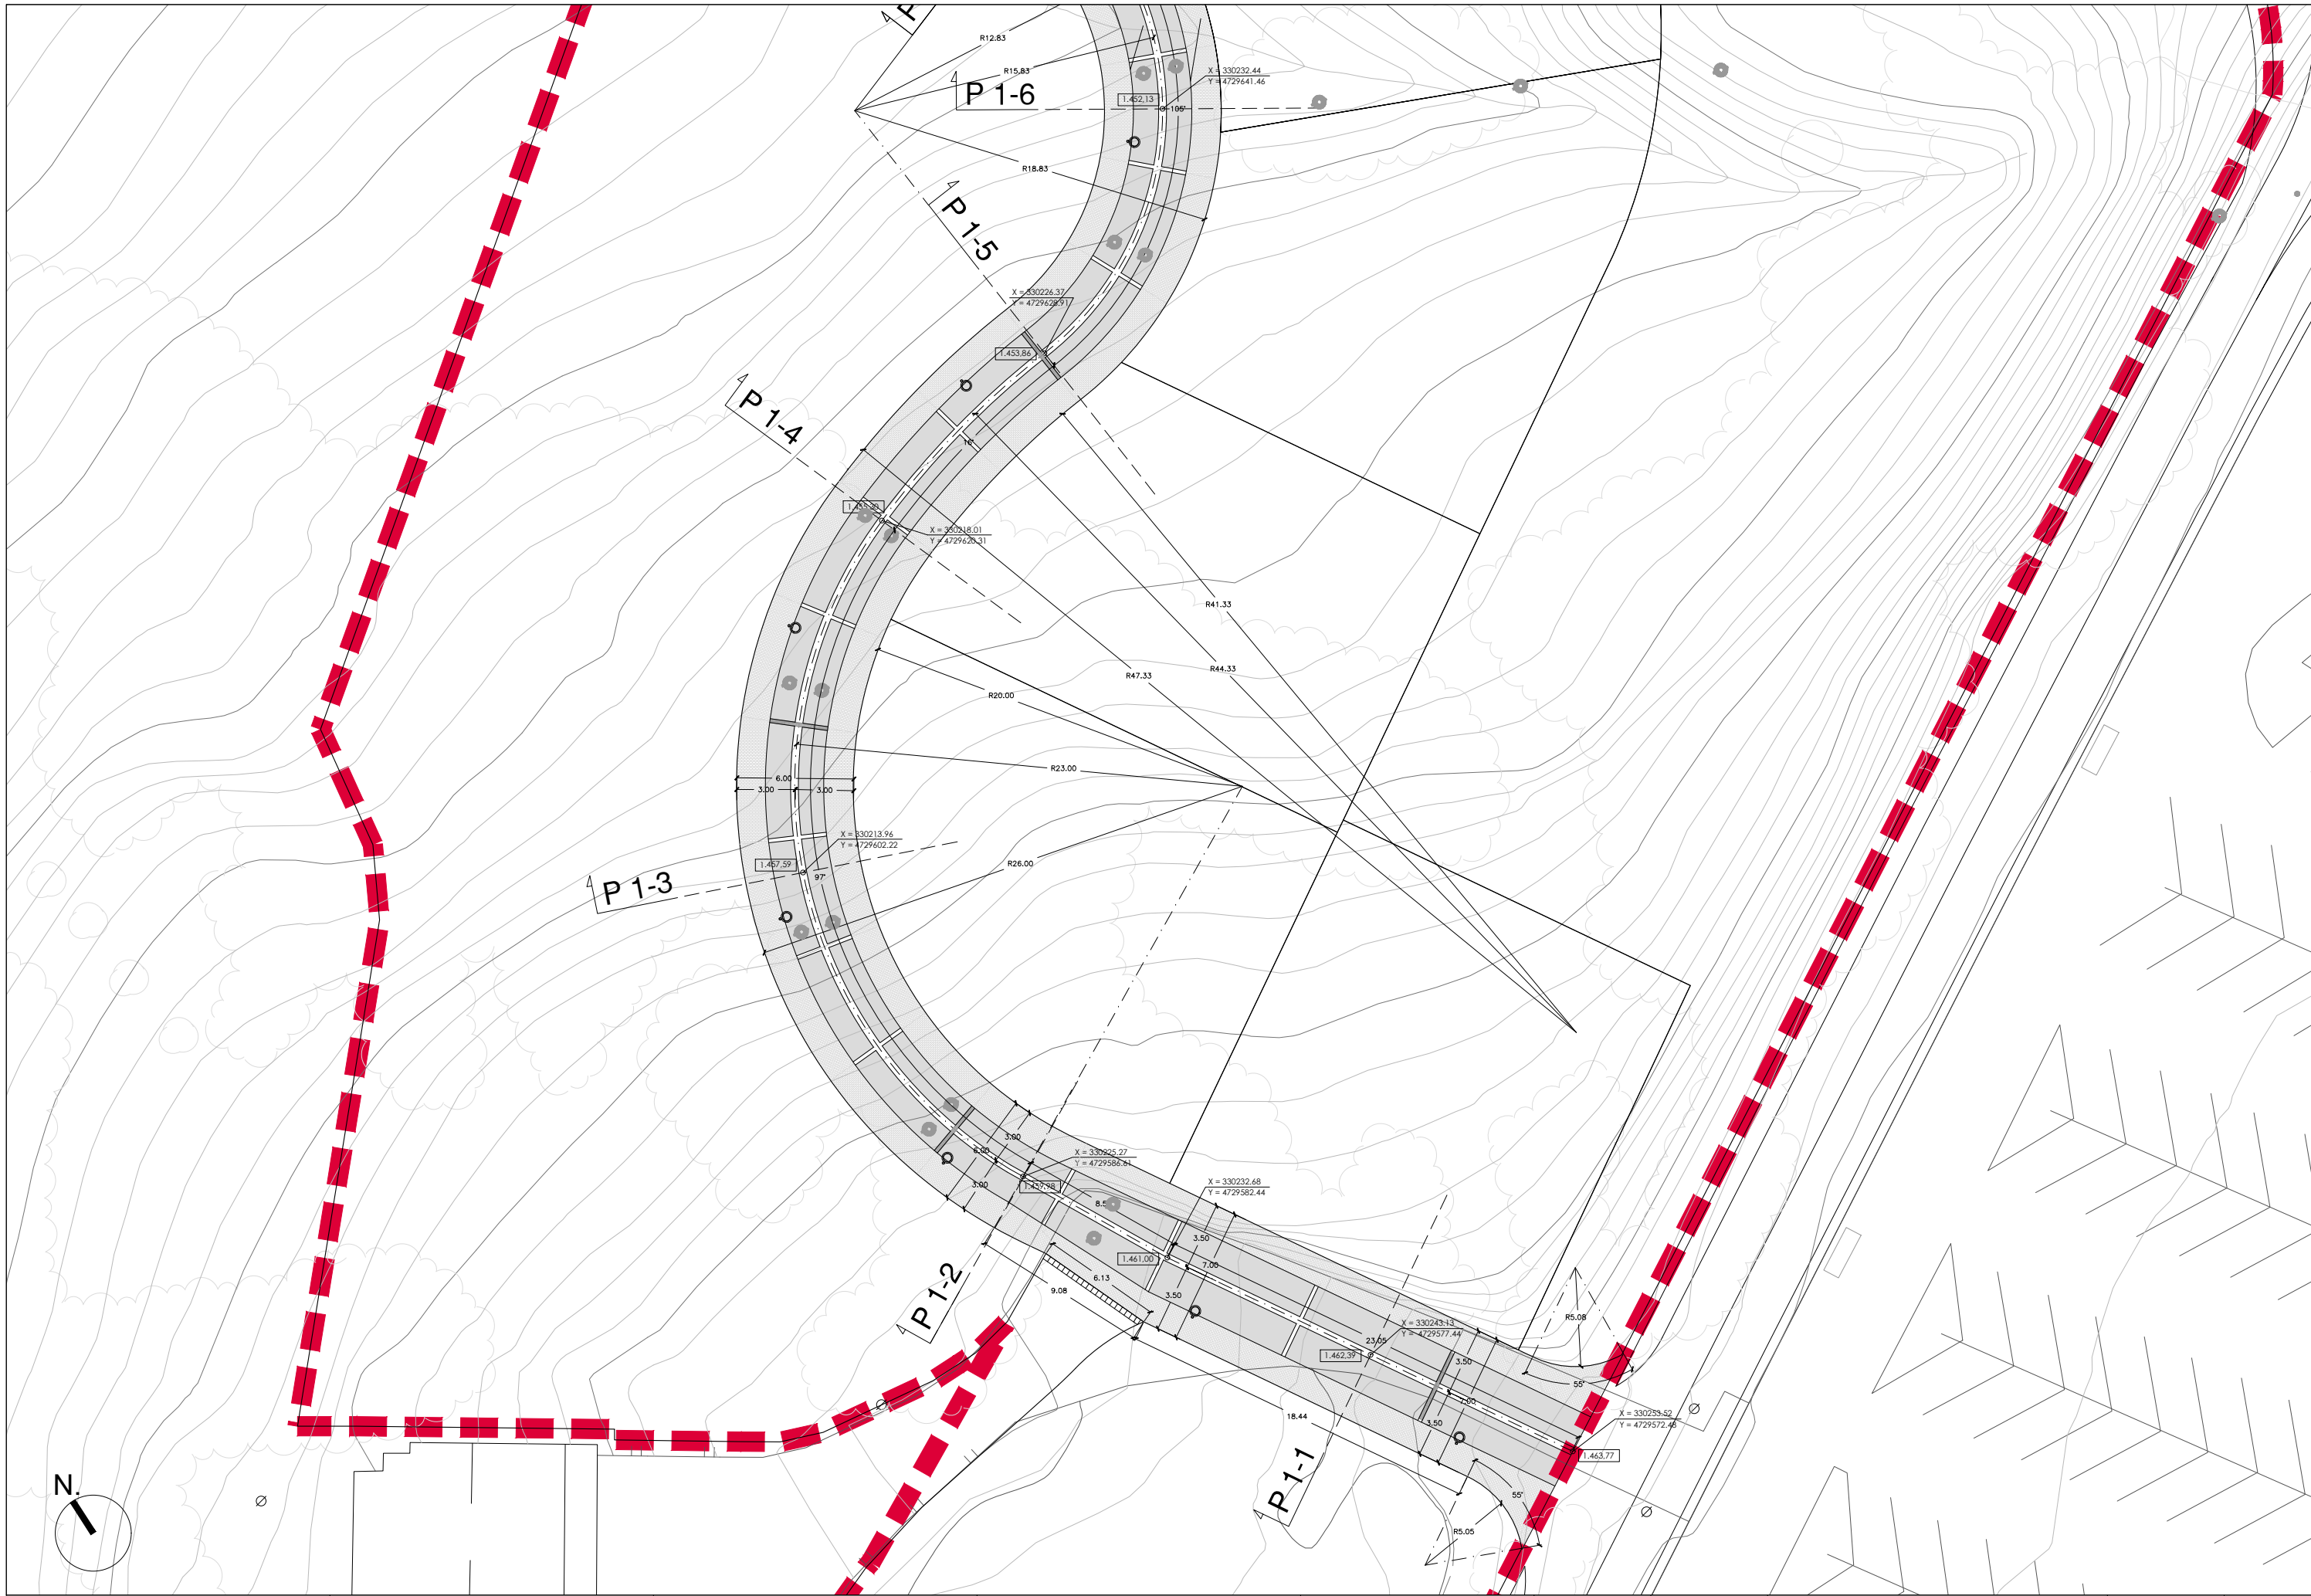 R12.83
R15.83
P 1-6
1.452,13
X = 330232.44
Y = 4729641.46
105°
R18.83
P 1-5
X = 330226.37
Y = 4729628.91
1.453,86
P 1-4
16°
X = 330218.01
Y = 4729620.31
R41.33
R44.33
R47.33
R20.00
R23.00
6.00
3.00
3.00
X = 330213.96
Y = 4729602.22
1.457,59
97°
R26.00
P 1-3
3.00
6.00
3.00
X = 330225.27
Y = 4729586.61
1.459,98
X = 330232.68
Y = 4729582.44
3.50
1.461,00
7.00
6.13
3.50
9.08
P 1-2
R5.08
X = 330243.13
Y = 4729577.44
23.05
1.462,39
3.50
55°
7.00
3.50
18.44
X = 330253.52
Y = 4729572.48
1.463,77
P 1-1
55°
R5.05
N.